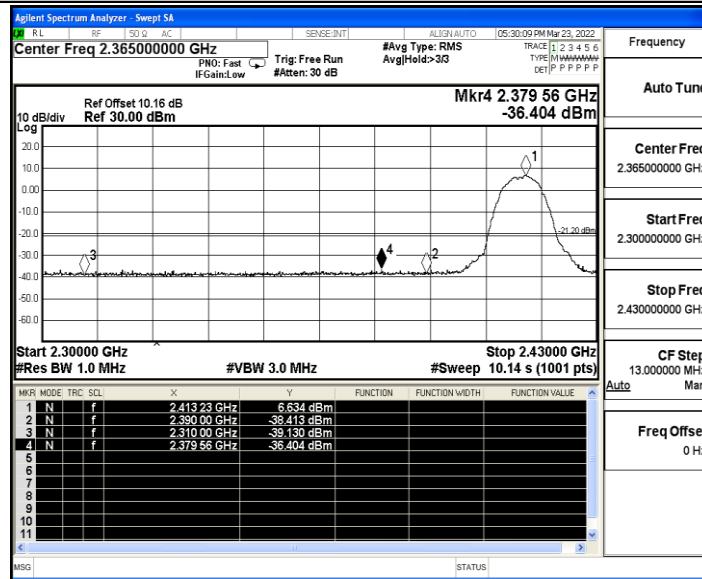 Agilent Spectrum Analyzer - Swept SA
RL RF 50 Ω AC SENSE:INT ALIGN AUTO 05:30:09 PM Mar 23, 2022
Center Freq 2.365000000 GHz
PNO: Fast
IFGain:Low
Trig: Free Run
#Atten: 30 dB
#Avg Type: RMS
Avg|Hold:>3/3
TRACE 1 2 3 4 5 6
TYPE M WWWWW
DET P P P P P P
Ref Offset 10.16 dB
10 dB/div Ref 30.00 dBm
Log
Mkr4 2.379 56 GHz
-36.404 dBm
20.0
10.0
0.00
-10.0
-20.0
-30.0
-40.0
-50.0
-60.0
1
-21.20 dBm
3
4
2
Start 2.30000 GHz Stop 2.43000 GHz
#Res BW 1.0 MHz #VBW 3.0 MHz #Sweep 10.14 s (1001 pts)
MKR MODE TRC SCL X Y FUNCTION FUNCTION WIDTH FUNCTION VALUE
1 N f 2.413 23 GHz 6.634 dBm
2 N f 2.390 00 GHz -38.413 dBm
3 N f 2.310 00 GHz -39.130 dBm
4 N f 2.379 56 GHz -36.404 dBm
5
6
7
8
9
10
11
MSG STATUS
Frequency
Auto Tune
Center Freq
2.365000000 GHz
Start Freq
2.300000000 GHz
Stop Freq
2.430000000 GHz
CF Step
13.000000 MHz
Auto Man
Freq Offset
0 Hz